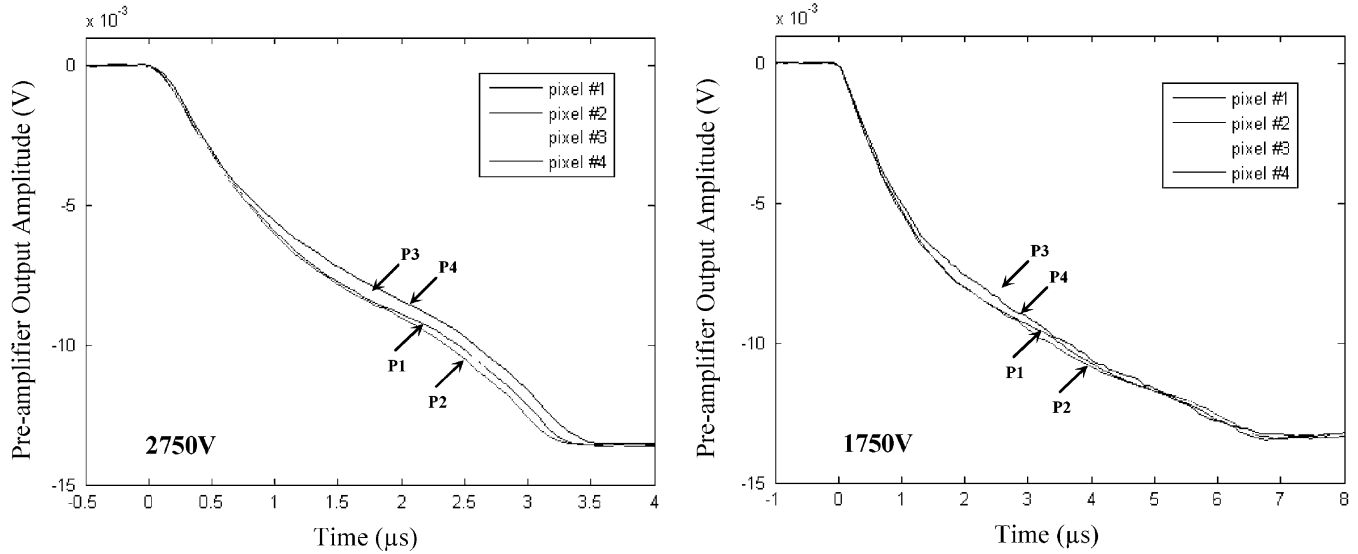 x 10⁻³
0
-5
-10
-15
-0.5 0 0.5 1 1.5 2 2.5 3 3.5 4
Pre-amplifier Output Amplitude (V)
Time (µs)
pixel #1
pixel #2
pixel #3
pixel #4
P3
P4
P1
P2
2750V
x 10⁻³
0
-5
-10
-15
-1 0 1 2 3 4 5 6 7 8
Pre-amplifier Output Amplitude (V)
Time (µs)
pixel #1
pixel #2
pixel #3
pixel #4
P3
P4
P1
P2
1750V